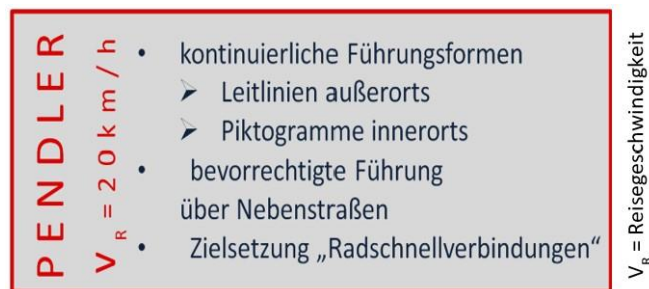 PENDLER
V_R = 20 km/h
• kontinuierliche Führungsformen
➢ Leitlinien außerorts
➢ Piktogramme innerorts
• bevorrechtigte Führung
über Nebenstraßen
• Zielsetzung „Radschnellverbindungen“
V_R = Reisegeschwindigkeit